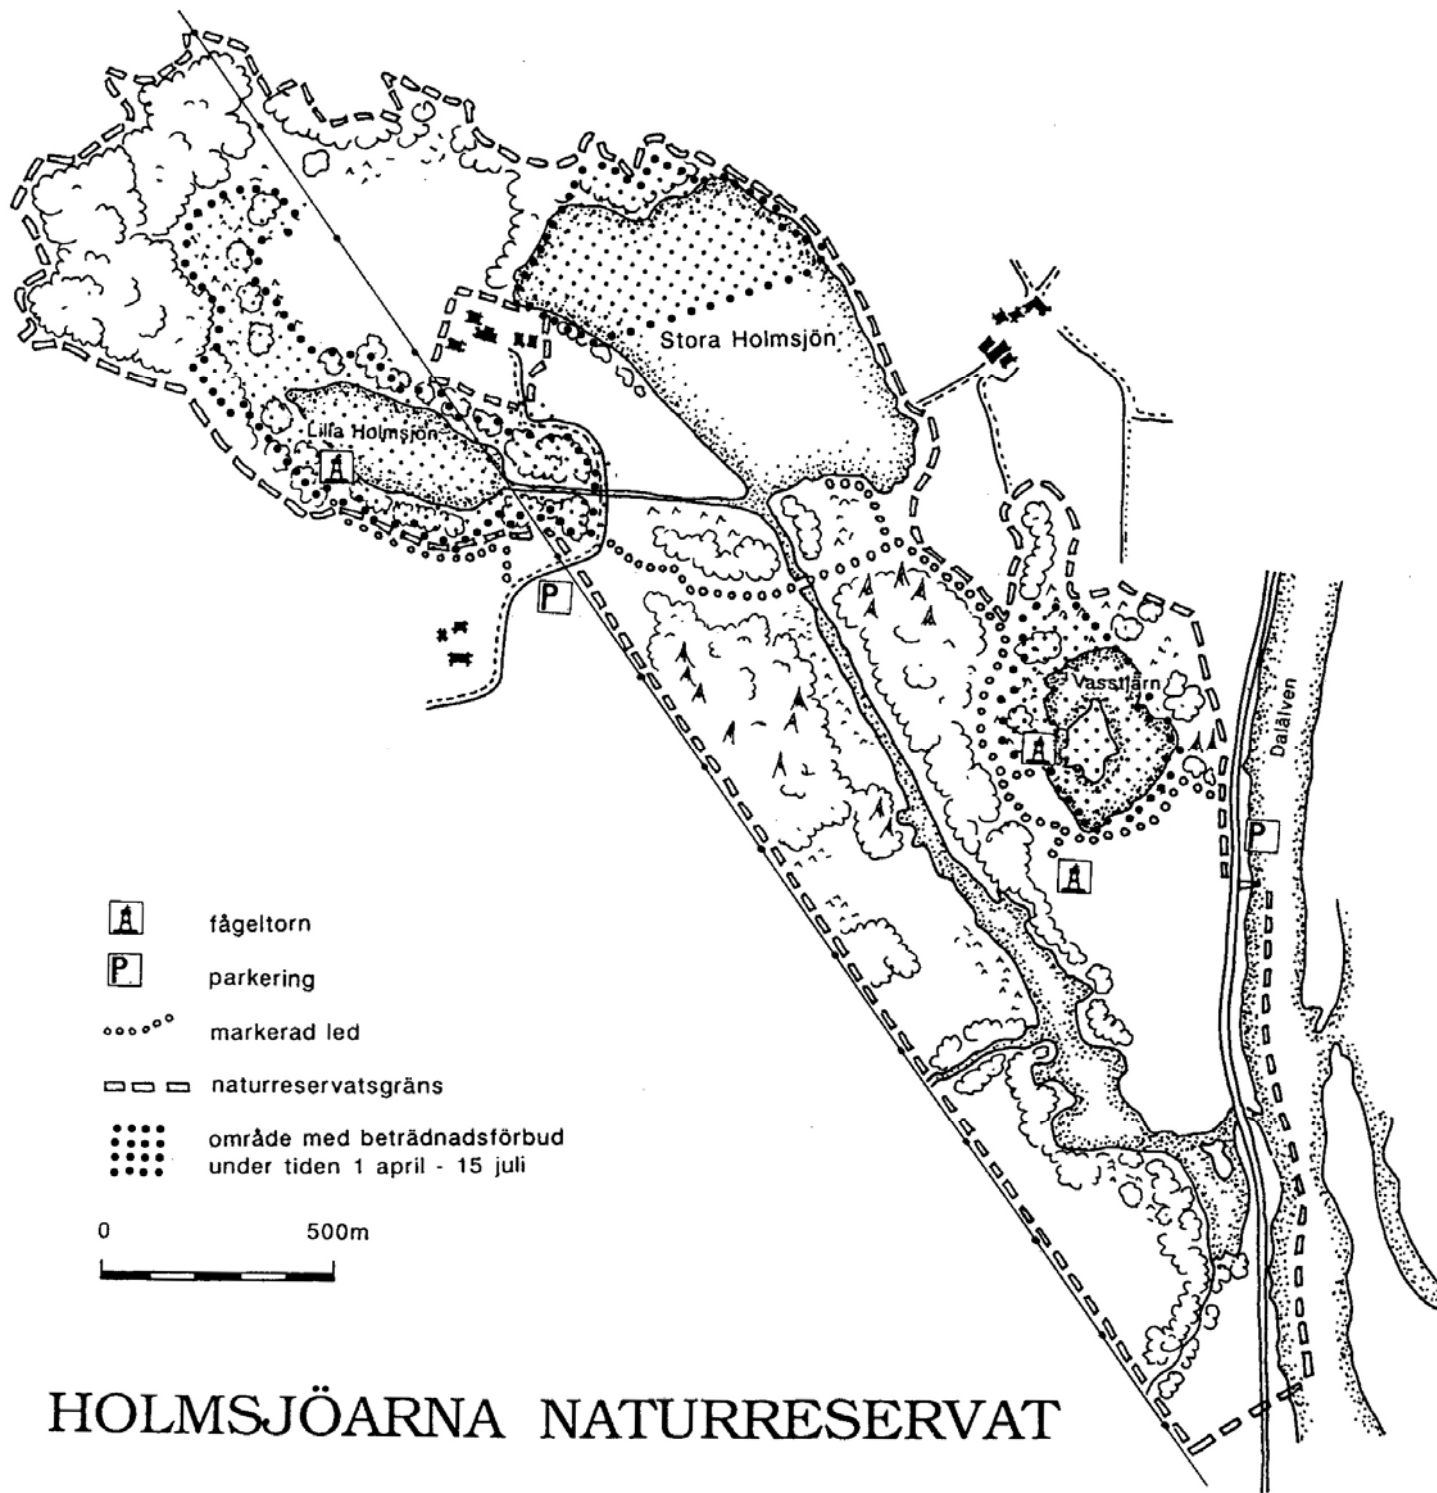 Stora Holmsjön
Lilla Holmsjön
P
Vasstjärn
Dalälven
P
fågeltorn
P
parkering
markerad led
naturreservatsgräns
område med beträdnadsförbud
under tiden 1 april - 15 juli
0 500m
HOLMSJÖARNA NATURRESERVAT